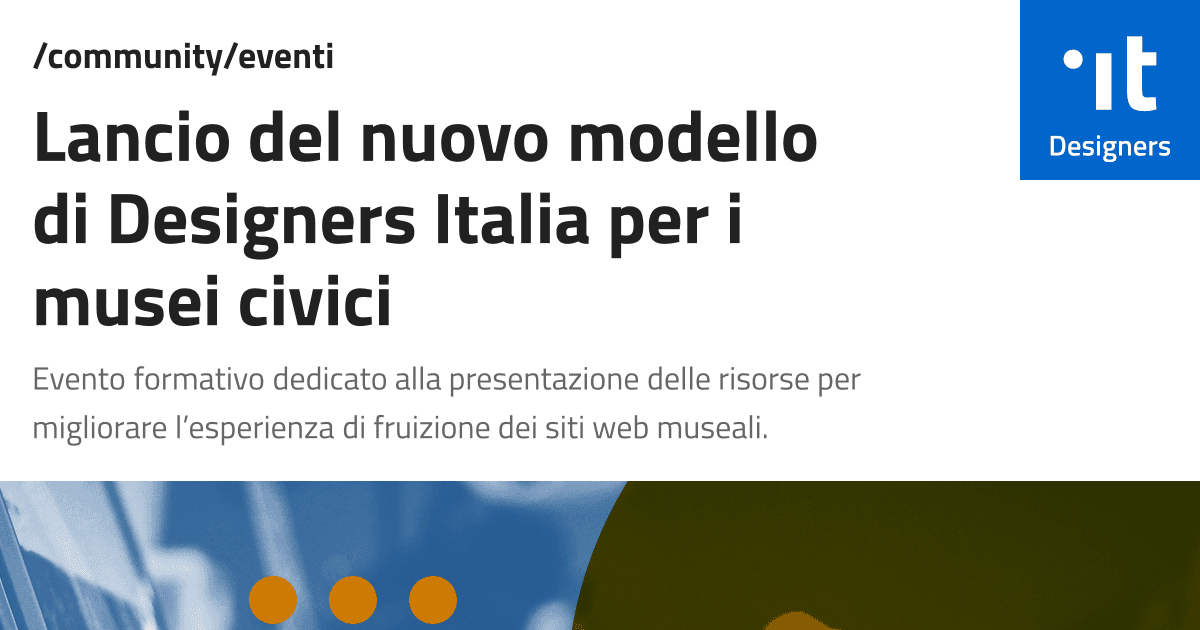 /community/eventi
Lancio del nuovo modello
di Designers Italia per i
musei civici
Evento formativo dedicato alla presentazione delle risorse per
migliorare l’esperienza di fruizione dei siti web museali.
it
Designers